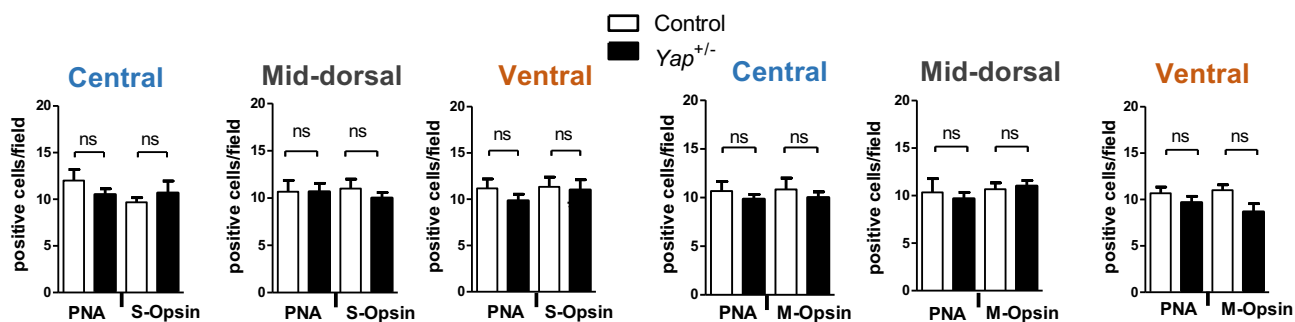 Control
Yap+/-
Central
Mid-dorsal
Ventral
Central
Mid-dorsal
Ventral
positive cells/field
20
15
10
5
0
ns
ns
PNA
S-Opsin
positive cells/field
20
15
10
5
0
ns
ns
PNA
S-Opsin
positive cells/field
20
15
10
5
0
ns
ns
PNA
S-Opsin
positive cells/field
20
15
10
5
0
ns
ns
PNA
M-Opsin
positive cells/field
20
15
10
5
0
ns
ns
PNA
M-Opsin
positive cells/field
20
15
10
5
0
ns
ns
PNA
M-Opsin